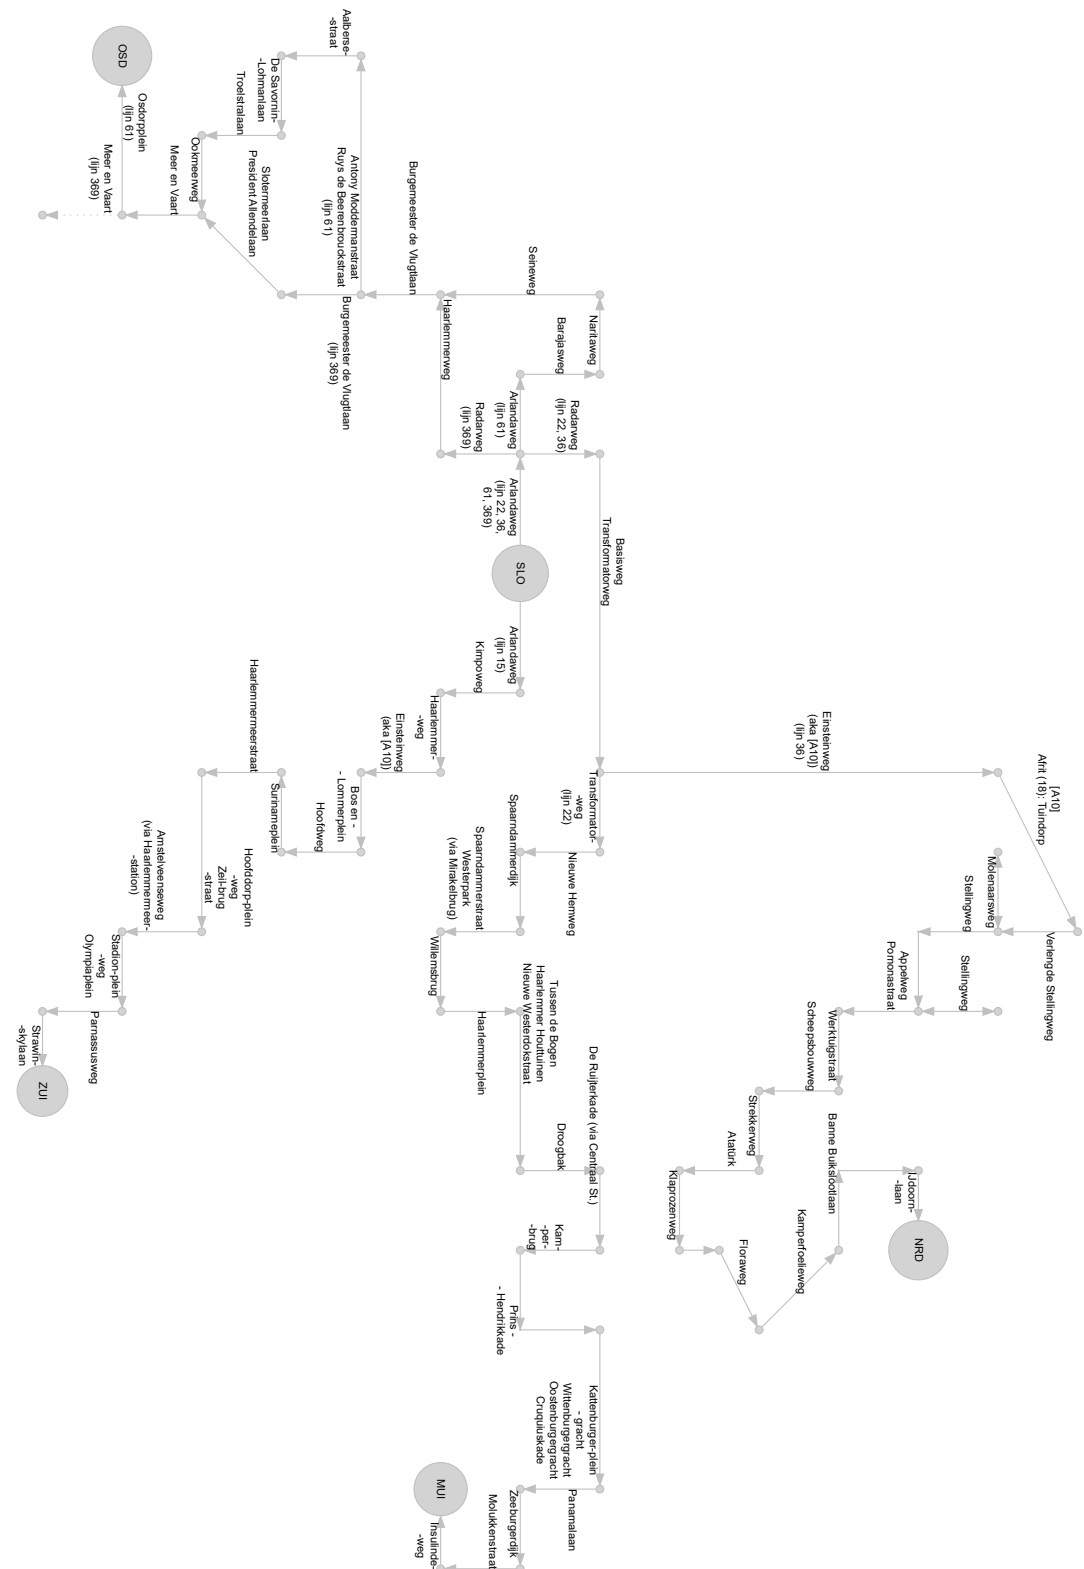 Aalberse-
-straat
OSD
De Savornin-
-Lohmanlaan
Troelstralaan
Osdorpplein
(lijn 61)
Meer en Vaart
(lijn 369)
Ookmeerweg
Meer en Vaart
Slotermeerlaan
President Allendelaan
Antony Moddermanstraat
Ruys de Beerenbrouckstraat
(lijn 61)
Burgemeester de Vlugtlaan
Burgemeester de Vlugtlaan
(lijn 369)
Seineweg
Haarlemmerweg
Naritaweg
Barajasweg
Arlandaweg
(lijn 61)
Radarweg
(lijn 369)
Radarweg
(lijn 22, 36)
Arlandaweg
(lijn 22, 36,
61, 369)
Basisweg
Transformatorweg
SLO
Arlandaweg
(lijn 15)
Kimpoweg
Haarlemmer-
-weg
Einsteinweg
(aka [A10])
Bos en -
- Lommerplein
Hoofdweg
Surinameplein
Haarlemmermeerstraat
Hoofddorp-plein
-weg
Zeil-brug
-straat
Amstelveenseweg
(via Haarlemmermeer-
-station)
Stadion-plein
-weg
Olympiaplein
Parnassusweg
Strawin-
-skylaan
ZUI
Transformator-
-weg
(lijn 22)
Nieuwe Hemweg
Spaarndammerdijk
Spaarndammerstraat
Westerpark
(via Mirakelbrug)
Willemsbrug
Haarlemmerplein
Tussen de Bogen
Haarlemmer Houttuinen
Nieuwe Westerdokstraat
Droogbak
De Ruijterkade (via Centraal St.)
Kam-
-per-
-brug
Prins -
- Hendrikkade
Kattenburger-plein
- gracht
Wittenburgergracht
Oostenburgergracht
Cruquiuskade
Panamalaan
Zeeburgerdijk
Molukkenstraat
Insulinde-
-weg
MUI
Einsteinweg
(aka [A10])
(lijn 36)
[A10]
Afrit (18): Tuindorp
Verlengde Stellingweg
Molenaarsweg
Stellingweg
Stellingweg
Appelweg
Pomonastraat
Werktuigstraat
Scheepsbouwweg
Strekkerweg
Atatürk
Klaprozenweg
Floraweg
Kamperfoelieweg
Banne Buikslootlaan
IJdoorn-
-laan
NRD